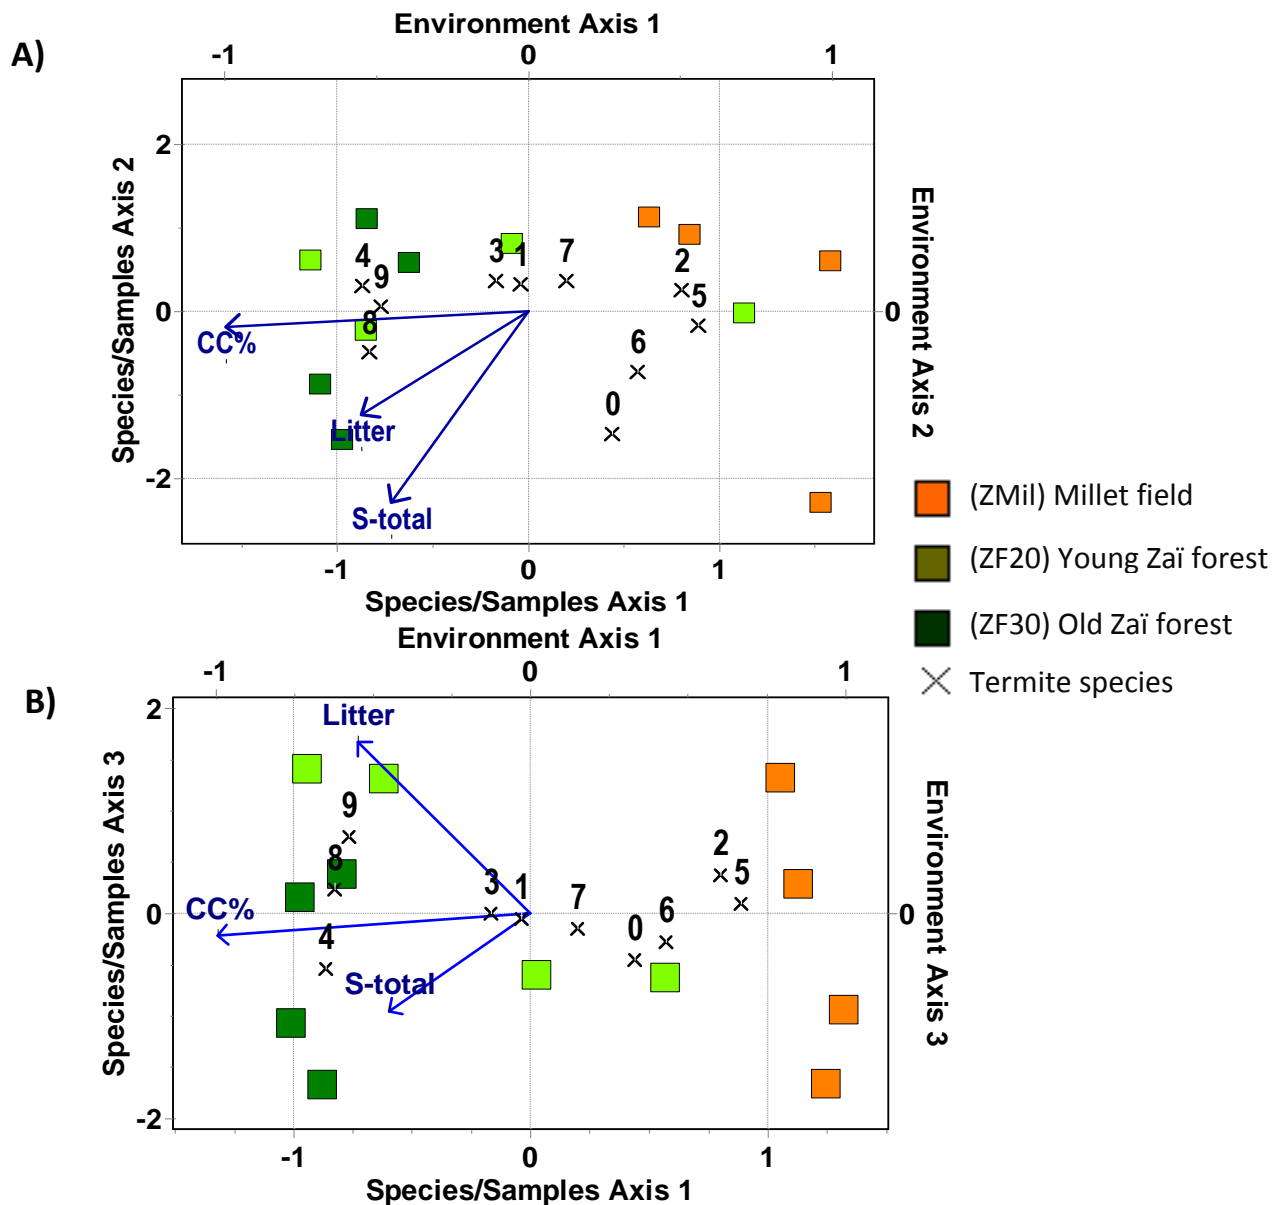 Environment Axis 1
A)
-1 0 1
2
0
-2
Species/Samples Axis 2
4
9
3
1
7
2
5
8
6
0
CC%
Litter
S-total
0
Environment Axis 2
-1 0 1
Species/Samples Axis 1
(ZMil) Millet field
(ZF20) Young Zaï forest
(ZF30) Old Zaï forest
Termite species
Environment Axis 1
B)
-1 0 1
2
0
-2
Species/Samples Axis 3
Litter
9
8
3
1
7
2
5
CC%
4
0
6
S-total
0
Environment Axis 3
-1 0 1
Species/Samples Axis 1